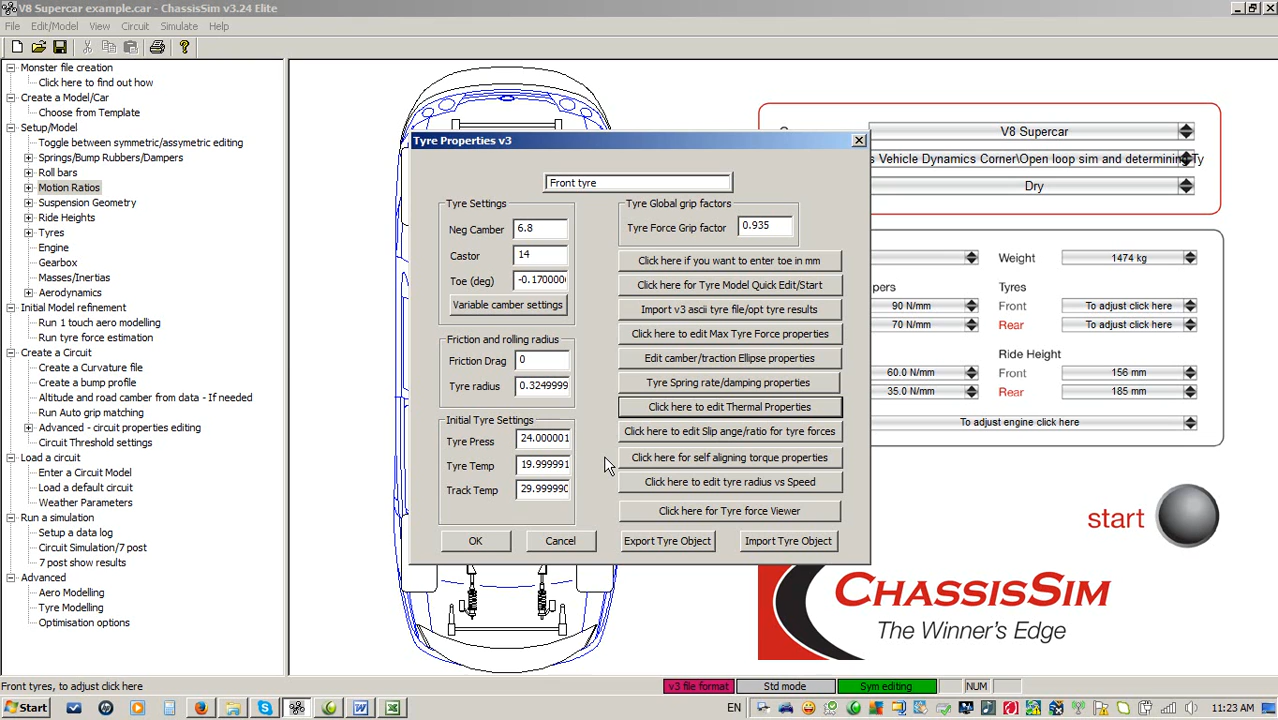 V8 Supercar example.car - ChassisSim v3.24 Elite
File Edit/Model View Circuit Simulate Help
Monster file creation
Click here to find out how
Create a Model/Car
Choose from Template
Setup/Model
Toggle between symmetric/assymetric editing
Springs/Bump Rubbers/Dampers
Roll bars
Motion Ratios
Suspension Geometry
Ride Heights
Tyres
Engine
Gearbox
Masses/Inertias
Aerodynamics
Initial Model refinement
Run 1 touch aero modelling
Run tyre force estimation
Create a Circuit
Create a Curvature file
Create a bump profile
Altitude and road camber from data - If needed
Run Auto grip matching
Advanced - circuit properties editing
Circuit Threshold settings
Load a circuit
Enter a Circuit Model
Load a default circuit
Weather Parameters
Run a simulation
Setup a data log
Circuit Simulation/7 post
7 post show results
Advanced
Aero Modelling
Tyre Modelling
Optimisation options
Tyre Properties v3
Front tyre
Tyre Settings
Neg Camber 6.8
Castor 14
Toe (deg) -0.170000
Variable camber settings
Friction and rolling radius
Friction Drag 0
Tyre radius 0.3249999
Initial Tyre Settings
Tyre Press 24.000001
Tyre Temp 19.999991
Track Temp 29.999990
OK Cancel
Tyre Global grip factors
Tyre Force Grip factor 0.935
Click here if you want to enter toe in mm
Click here for Tyre Model Quick Edit/Start
Import v3 ascii tyre file/opt tyre results
Click here to edit Max Tyre Force properties
Edit camber/traction Ellipse properties
Tyre Spring rate/damping properties
Click here to edit Thermal Properties
Click here to edit Slip ange/ratio for tyre forces
Click here for self aligning torque properties
Click here to edit tyre radius vs Speed
Click here for Tyre force Viewer
Export Tyre Object Import Tyre Object
V8 Supercar
s Vehicle Dynamics Corner\Open loop sim and determining Ty
Dry
Weight 1474 kg
pers Tyres
90 N/mm Front To adjust click here
70 N/mm Rear To adjust click here
Ride Height
60.0 N/mm Front 156 mm
35.0 N/mm Rear 185 mm
To adjust engine click here
start
CHASSISSIM
The Winner's Edge
Front tyres, to adjust click here
v3 file format Std mode Sym editing NUM
Start EN 11:23 AM